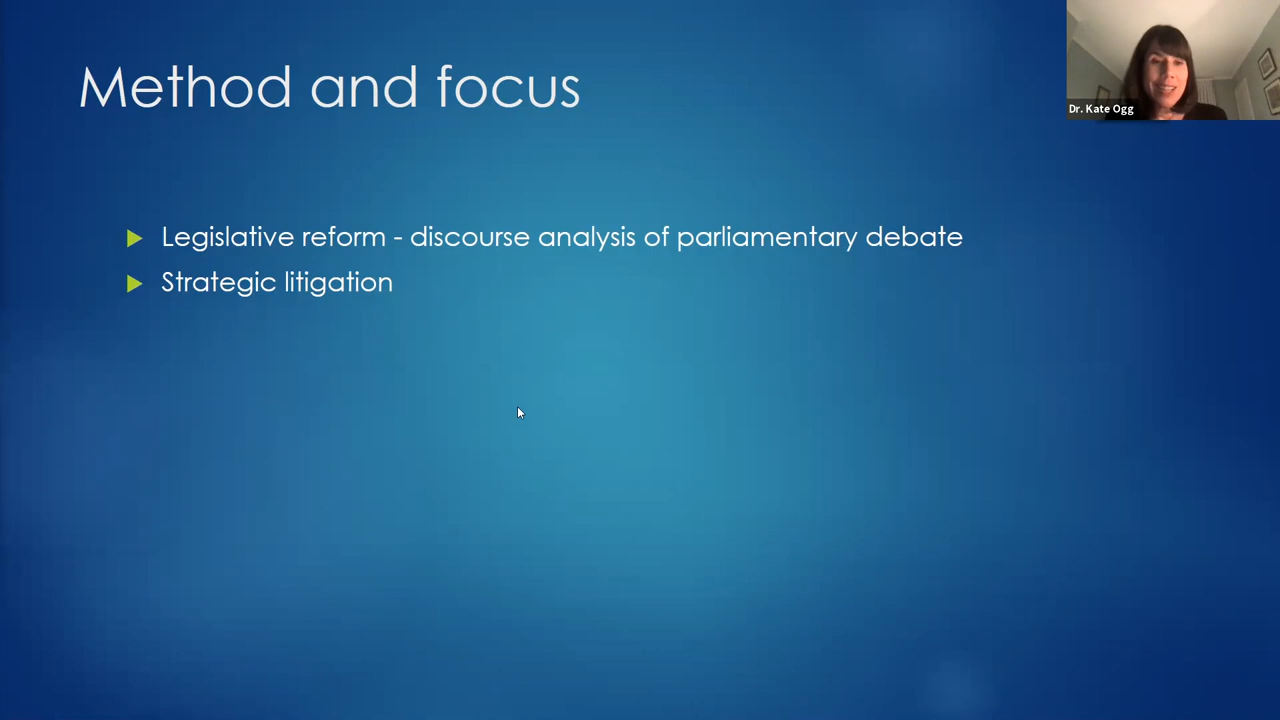 Method and focus
Dr. Kate Ogg
Legislative reform - discourse analysis of parliamentary debate
Strategic litigation